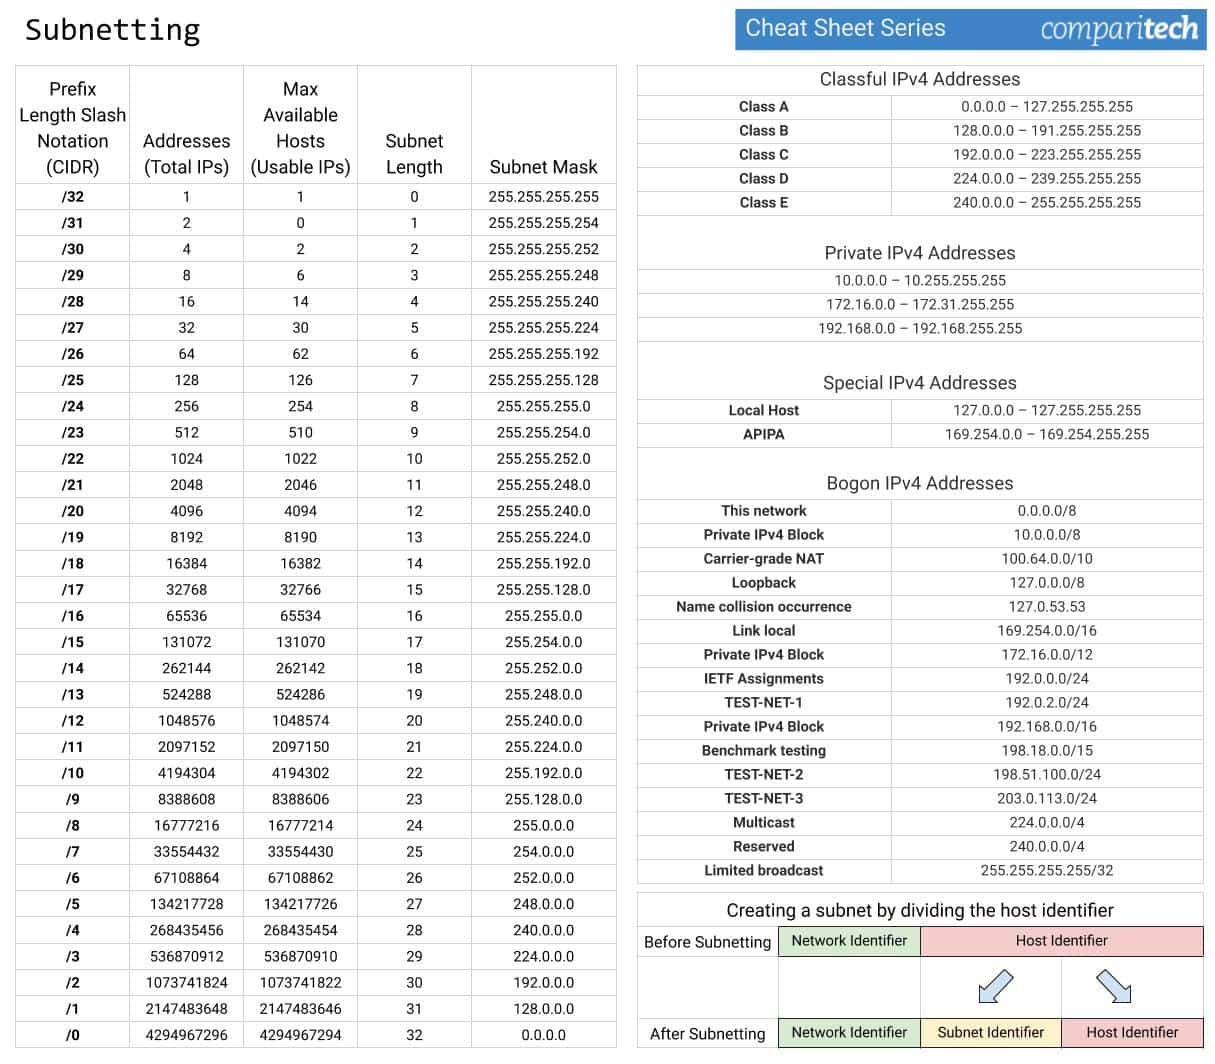 Subnetting
Cheat Sheet Series comparitech
Prefix Length Slash Notation (CIDR) Addresses (Total IPs) Max Available Hosts (Usable IPs) Subnet Length Subnet Mask
/32 1 1 0 255.255.255.255
/31 2 0 1 255.255.255.254
/30 4 2 2 255.255.255.252
/29 8 6 3 255.255.255.248
/28 16 14 4 255.255.255.240
/27 32 30 5 255.255.255.224
/26 64 62 6 255.255.255.192
/25 128 126 7 255.255.255.128
/24 256 254 8 255.255.255.0
/23 512 510 9 255.255.254.0
/22 1024 1022 10 255.255.252.0
/21 2048 2046 11 255.255.248.0
/20 4096 4094 12 255.255.240.0
/19 8192 8190 13 255.255.224.0
/18 16384 16382 14 255.255.192.0
/17 32768 32766 15 255.255.128.0
/16 65536 65534 16 255.255.0.0
/15 131072 131070 17 255.254.0.0
/14 262144 262142 18 255.252.0.0
/13 524288 524286 19 255.248.0.0
/12 1048576 1048574 20 255.240.0.0
/11 2097152 2097150 21 255.224.0.0
/10 4194304 4194302 22 255.192.0.0
/9 8388608 8388606 23 255.128.0.0
/8 16777216 16777214 24 255.0.0.0
/7 33554432 33554430 25 254.0.0.0
/6 67108864 67108862 26 252.0.0.0
/5 134217728 134217726 27 248.0.0.0
/4 268435456 268435454 28 240.0.0.0
/3 536870912 536870910 29 224.0.0.0
/2 1073741824 1073741822 30 192.0.0.0
/1 2147483648 2147483646 31 128.0.0.0
/0 4294967296 4294967294 32 0.0.0.0
Classful IPv4 Addresses
Class A 0.0.0.0 – 127.255.255.255
Class B 128.0.0.0 – 191.255.255.255
Class C 192.0.0.0 – 223.255.255.255
Class D 224.0.0.0 – 239.255.255.255
Class E 240.0.0.0 – 255.255.255.255
Private IPv4 Addresses
10.0.0.0 – 10.255.255.255
172.16.0.0 – 172.31.255.255
192.168.0.0 – 192.168.255.255
Special IPv4 Addresses
Local Host 127.0.0.0 – 127.255.255.255
APIPA 169.254.0.0 – 169.254.255.255
Bogon IPv4 Addresses
This network 0.0.0.0/8
Private IPv4 Block 10.0.0.0/8
Carrier-grade NAT 100.64.0.0/10
Loopback 127.0.0.0/8
Name collision occurrence 127.0.53.53
Link local 169.254.0.0/16
Private IPv4 Block 172.16.0.0/12
IETF Assignments 192.0.0.0/24
TEST-NET-1 192.0.2.0/24
Private IPv4 Block 192.168.0.0/16
Benchmark testing 198.18.0.0/15
TEST-NET-2 198.51.100.0/24
TEST-NET-3 203.0.113.0/24
Multicast 224.0.0.0/4
Reserved 240.0.0.0/4
Limited broadcast 255.255.255.255/32
Creating a subnet by dividing the host identifier
Before Subnetting Network Identifier Host Identifier
After Subnetting Network Identifier Subnet Identifier Host Identifier